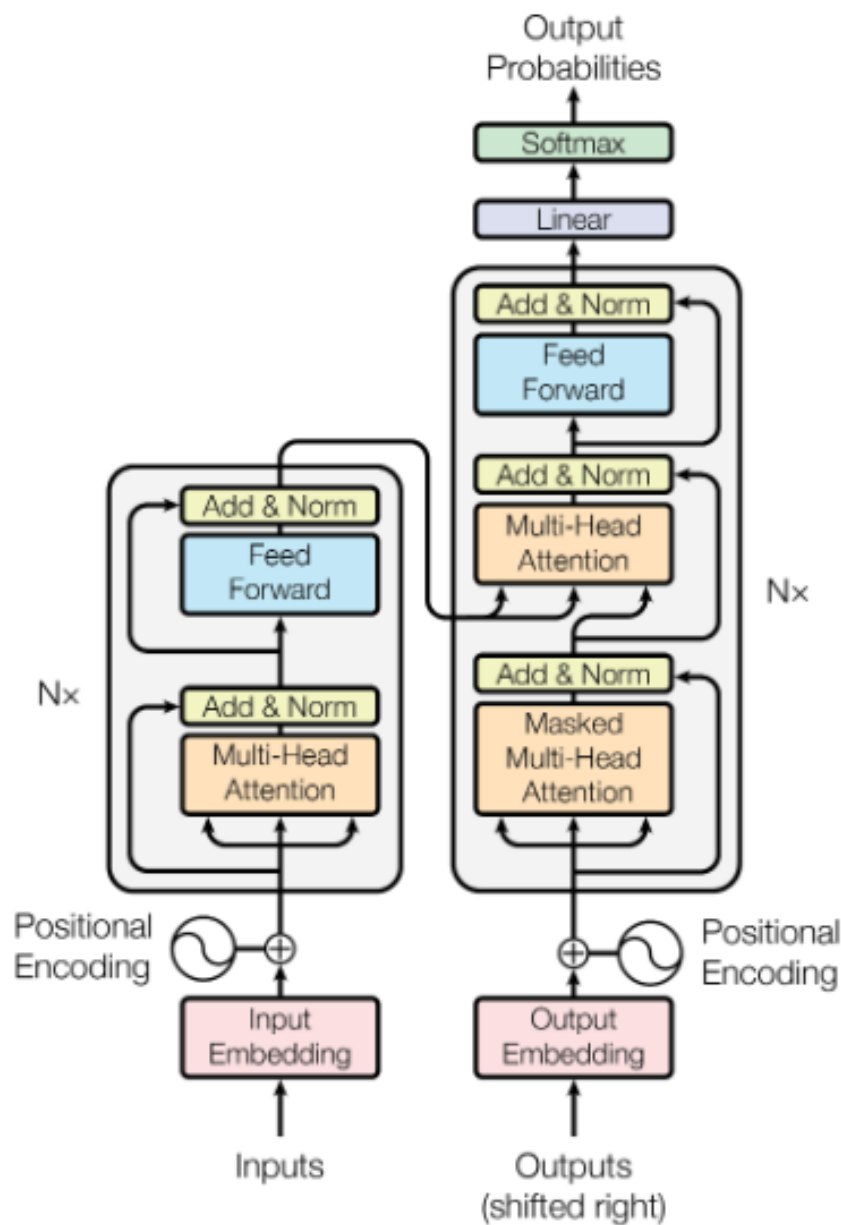 Output
Probabilities
Softmax
Linear
Add & Norm
Feed
Forward
Add & Norm
Multi-Head
Attention
Add & Norm
Masked
Multi-Head
Attention
Nx
Add & Norm
Feed
Forward
Add & Norm
Multi-Head
Attention
Nx
Positional
Encoding
Positional
Encoding
Input
Embedding
Output
Embedding
Inputs
Outputs
(shifted right)